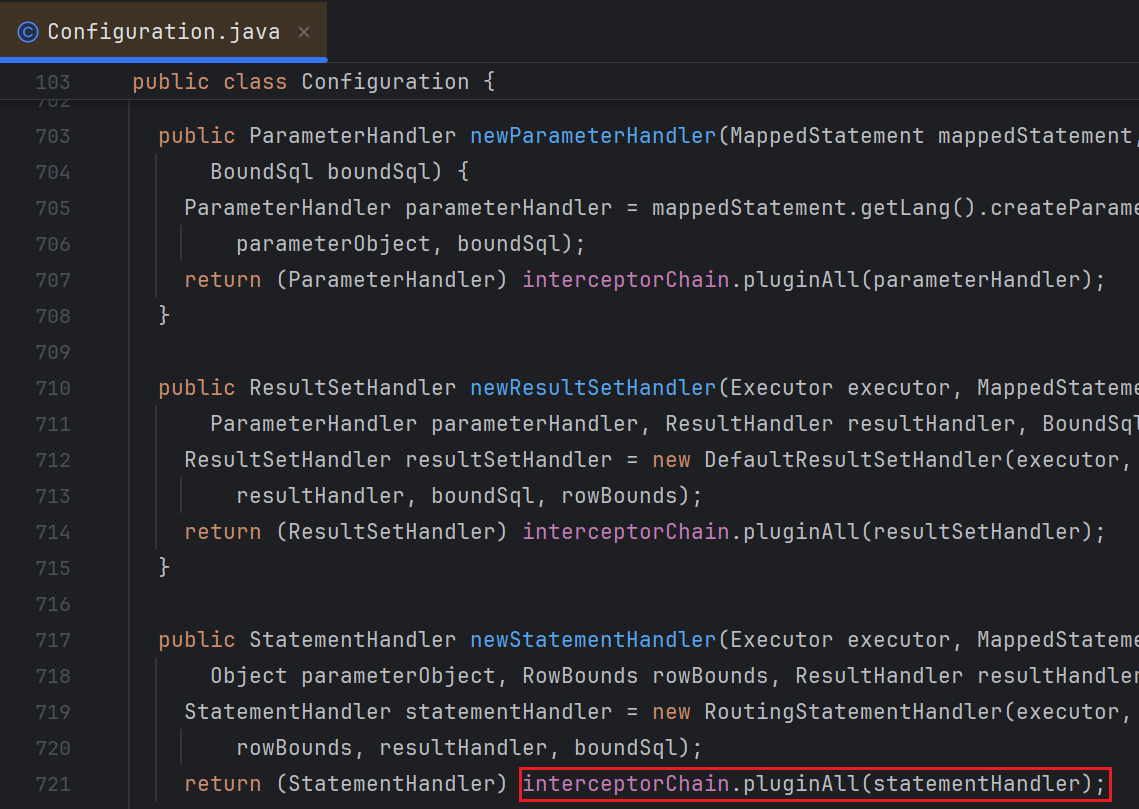 Configuration.java
103 public class Configuration {
702
703 public ParameterHandler newParameterHandler(MappedStatement mappedStatement,
704 BoundSql boundSql) {
705 ParameterHandler parameterHandler = mappedStatement.getLang().createParame
706 parameterObject, boundSql);
707 return (ParameterHandler) interceptorChain.pluginAll(parameterHandler);
708 }
709
710 public ResultSetHandler newResultSetHandler(Executor executor, MappedStateme
711 ParameterHandler parameterHandler, ResultHandler resultHandler, BoundSql
712 ResultSetHandler resultSetHandler = new DefaultResultSetHandler(executor,
713 resultHandler, boundSql, rowBounds);
714 return (ResultSetHandler) interceptorChain.pluginAll(resultSetHandler);
715 }
716
717 public StatementHandler newStatementHandler(Executor executor, MappedStateme
718 Object parameterObject, RowBounds rowBounds, ResultHandler resultHandler
719 StatementHandler statementHandler = new RoutingStatementHandler(executor,
720 rowBounds, resultHandler, boundSql);
721 return (StatementHandler) interceptorChain.pluginAll(statementHandler);